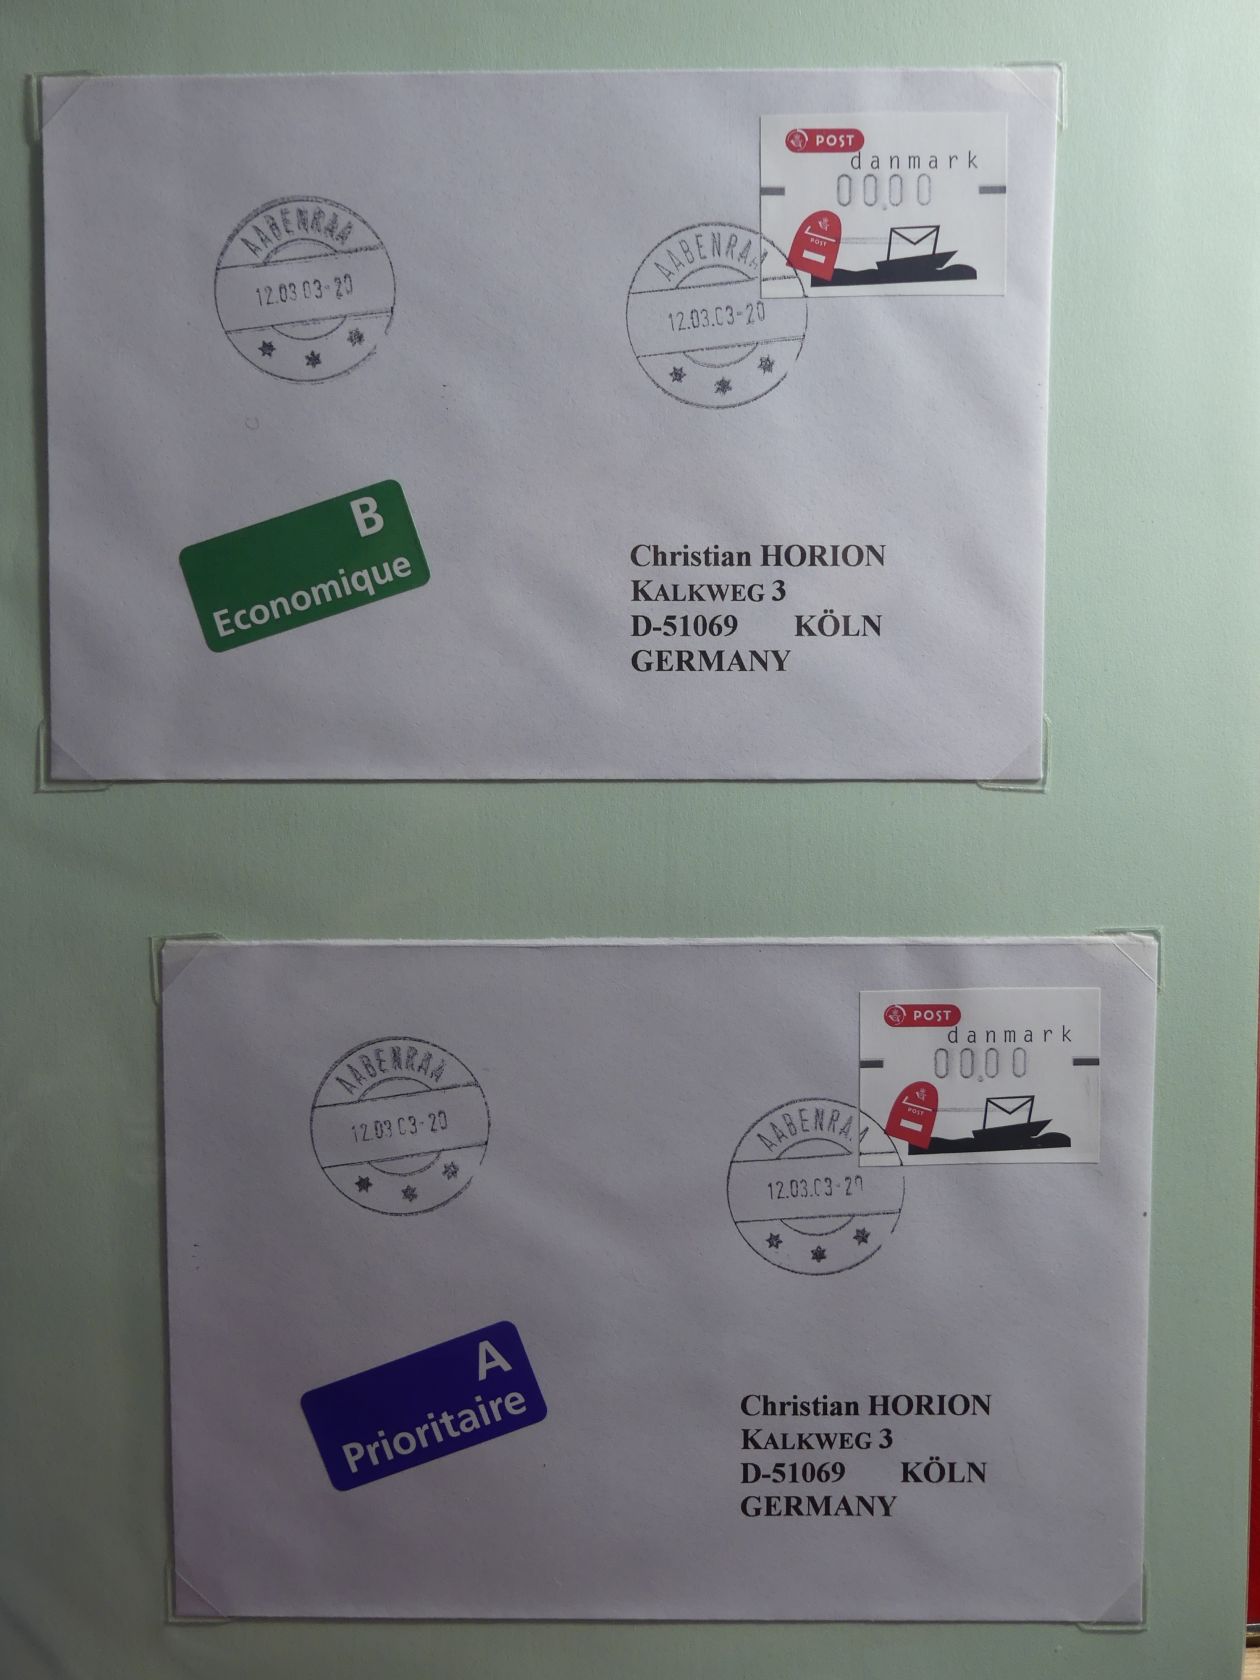 POST
danmark
00.00
POST
AABENRAA
12.03 03-20
AABENRAA
12.03.03-20
B
Economique
Christian HORION
KALKWEG 3
D-51069 KÖLN
GERMANY
POST
danmark
00.00
POST
AABENRAA
12.03 03-20
AABENRAA
12.03.03-20
A
Prioritaire
Christian HORION
KALKWEG 3
D-51069 KÖLN
GERMANY